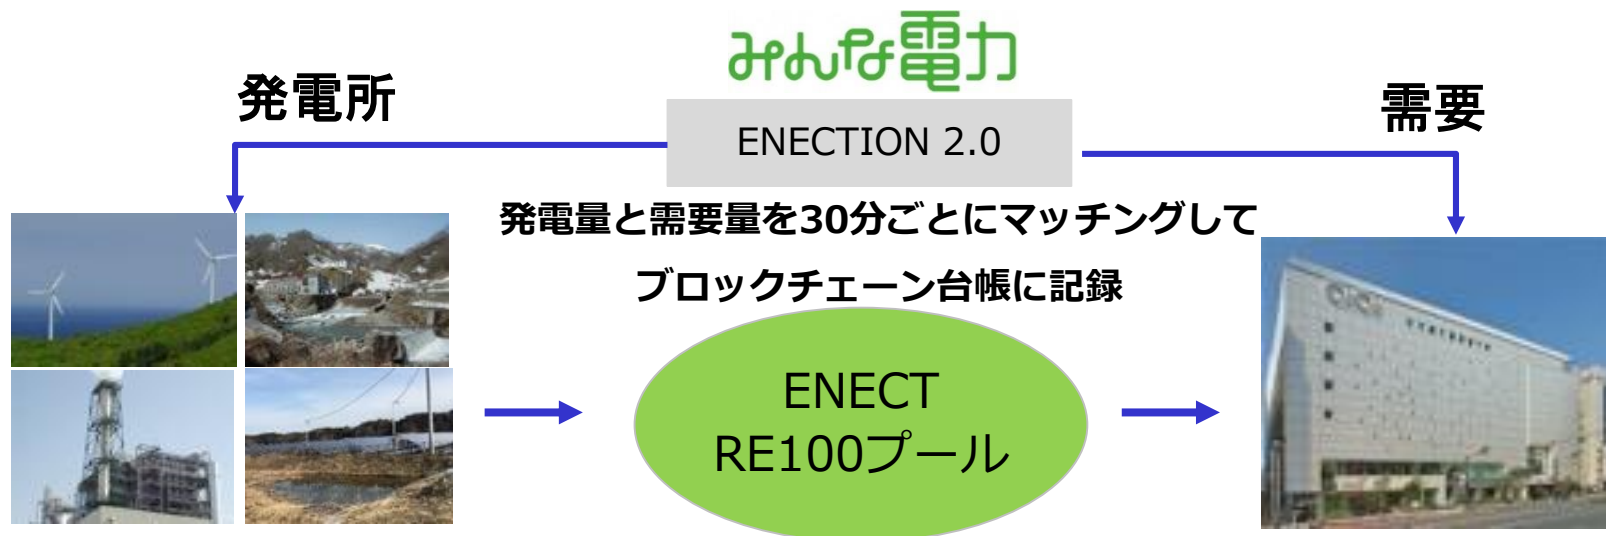 みんな電力
発電所
需要
ENECTION 2.0
発電量と需要量を30分ごとにマッチングして
ブロックチェーン台帳に記録
OIOI
ENECT
RE100プール